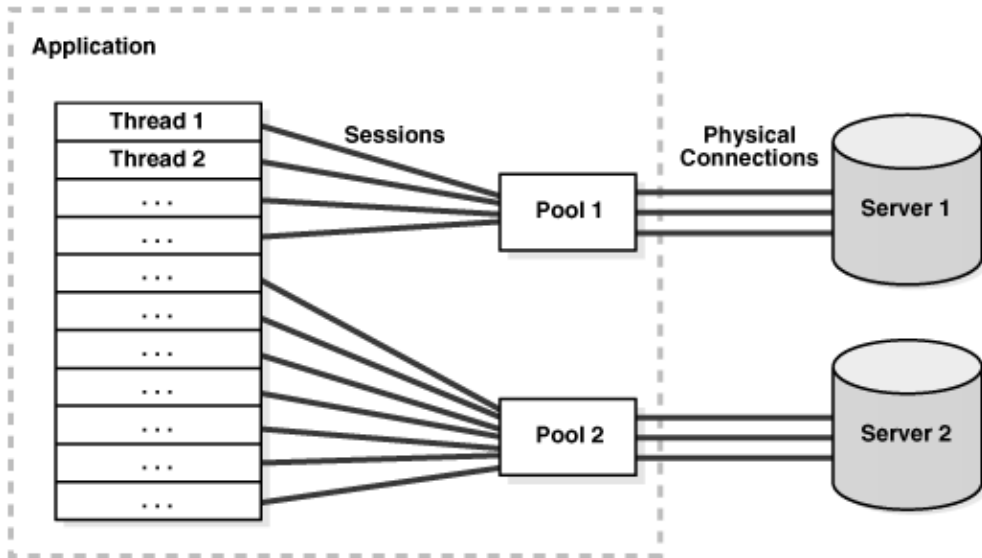 Application
Thread 1
Thread 2
. . .
. . .
. . .
. . .
. . .
. . .
. . .
. . .
. . .
Sessions
Pool 1
Pool 2
Physical
Connections
Server 1
Server 2